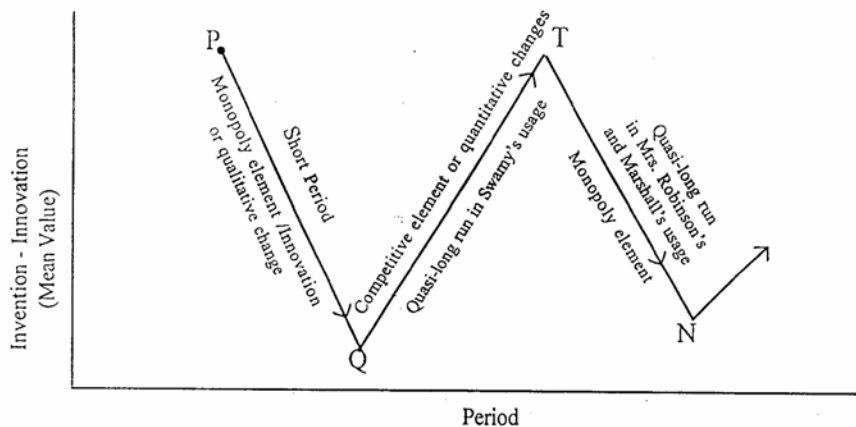 Invention - Innovation
(Mean Value)
P
Monopoly element /Innovation
or qualitative change
Short Period
Q
Competitive element or quantitative changes
Quasi-long run in Swamy's usage
T
Monopoly element
Quasi-long run
in Mrs. Robinson's
and Marshall's usage
N
Period